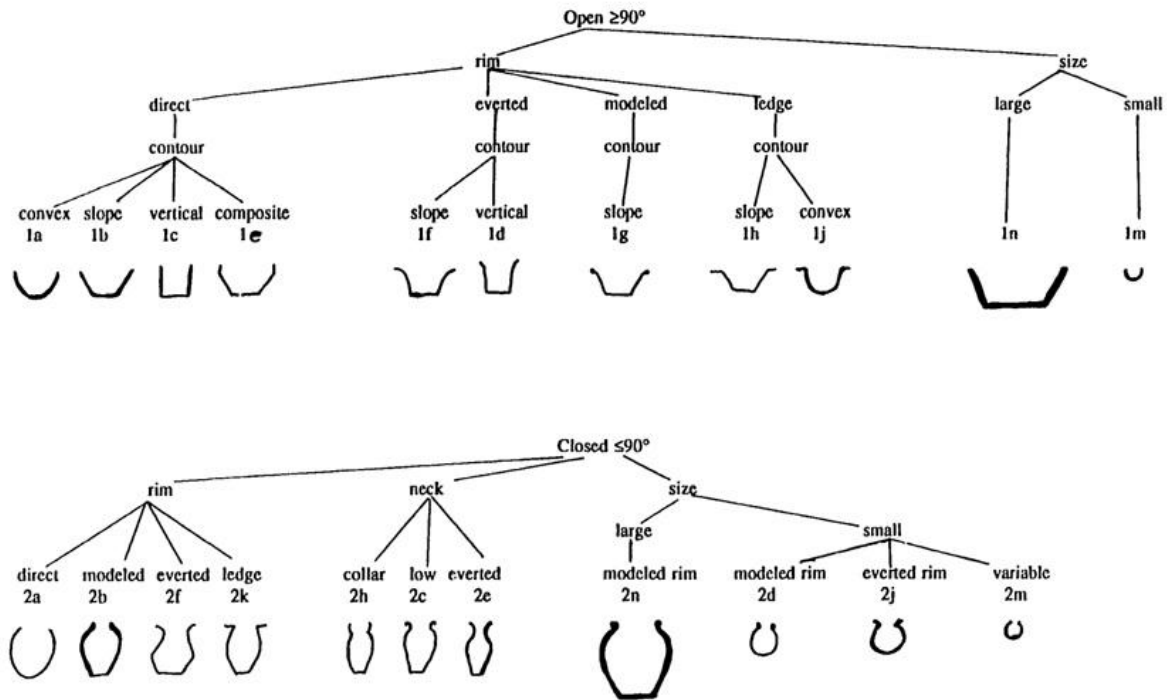 Open ≥90°
rim size
direct everted modeled ledge large small
contour contour contour contour
convex slope vertical composite slope vertical slope slope convex
1a 1b 1c 1e 1f 1d 1g 1h 1j 1n 1m
Closed ≤90°
rim neck size
large small
direct modeled everted ledge collar low everted modeled rim modeled rim everted rim variable
2a 2b 2f 2k 2h 2c 2e 2n 2d 2j 2m